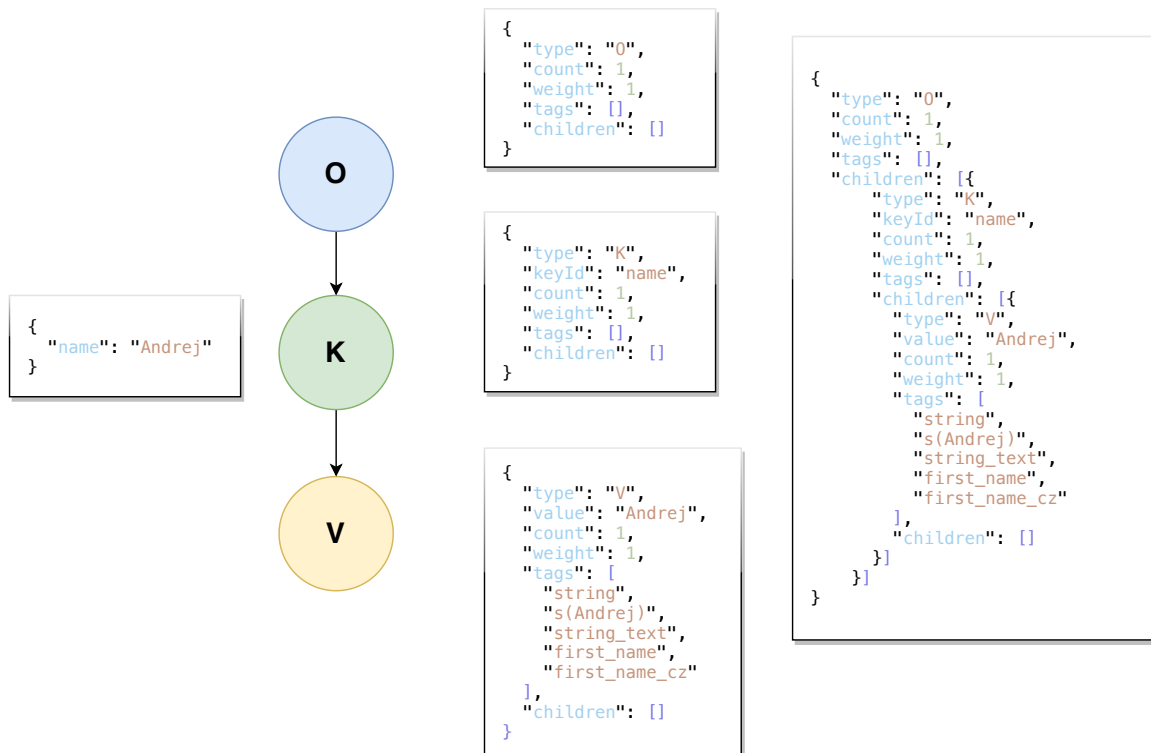 {
  "name": "Andrej"
}
O
K
V
{
  "type": "O",
  "count": 1,
  "weight": 1,
  "tags": [],
  "children": []
}
{
  "type": "K",
  "keyId": "name",
  "count": 1,
  "weight": 1,
  "tags": [],
  "children": []
}
{
  "type": "V",
  "value": "Andrej",
  "count": 1,
  "weight": 1,
  "tags": [
    "string",
    "s(Andrej)",
    "string_text",
    "first_name",
    "first_name_cz"
  ],
  "children": []
}
{
  "type": "O",
  "count": 1,
  "weight": 1,
  "tags": [],
  "children": [{
      "type": "K",
      "keyId": "name",
      "count": 1,
      "weight": 1,
      "tags": [],
      "children": [{
        "type": "V",
        "value": "Andrej",
        "count": 1,
        "weight": 1,
        "tags": [
          "string",
          "s(Andrej)",
          "string_text",
          "first_name",
          "first_name_cz"
        ],
        "children": []
      }]
    }]
}